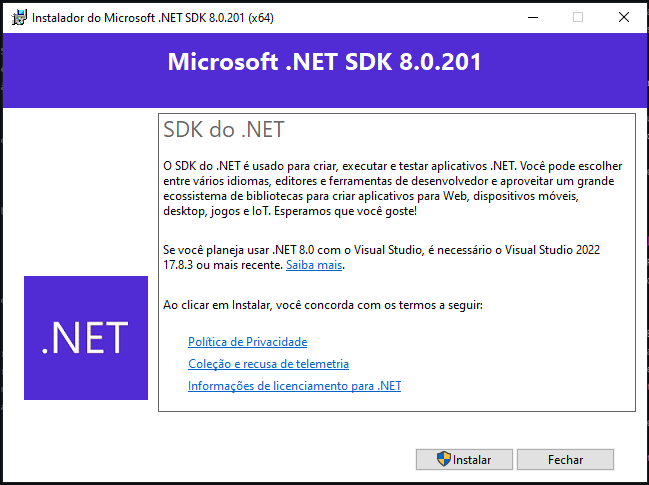 Instalador do Microsoft .NET SDK 8.0.201 (x64)
Microsoft .NET SDK 8.0.201
SDK do .NET
O SDK do .NET é usado para criar, executar e testar aplicativos .NET. Você pode escolher
entre vários idiomas, editores e ferramentas de desenvolvedor e aproveitar um grande
ecossistema de bibliotecas para criar aplicativos para Web, dispositivos móveis,
desktop, jogos e IoT. Esperamos que você goste!
Se você planeja usar .NET 8.0 com o Visual Studio, é necessário o Visual Studio 2022
17.8.3 ou mais recente. Saiba mais.
Ao clicar em Instalar, você concorda com os termos a seguir:
Política de Privacidade
Coleção e recusa de telemetria
Informações de licenciamento para .NET
.NET
Instalar
Fechar